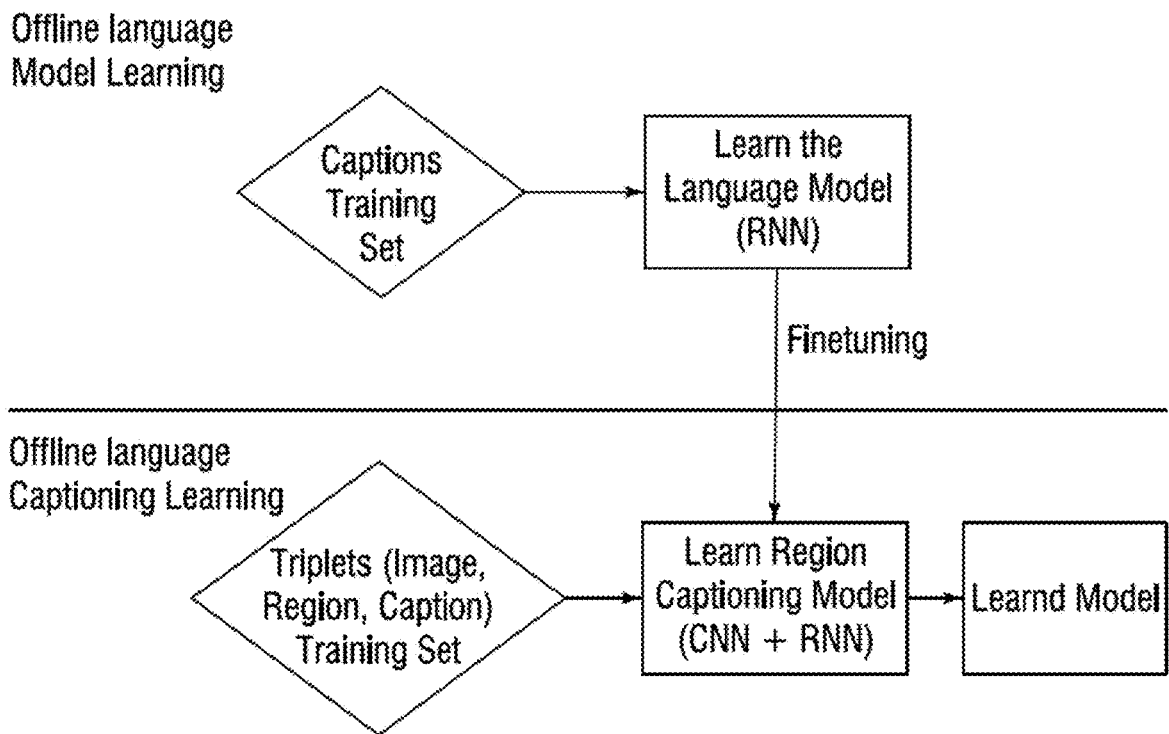 Offline language
Model Learning
Captions
Training
Set
Learn the
Language Model
(RNN)
Finetuning
Offline language
Captioning Learning
Triplets (Image,
Region, Caption)
Training Set
Learn Region
Captioning Model
(CNN + RNN)
Learnd Model